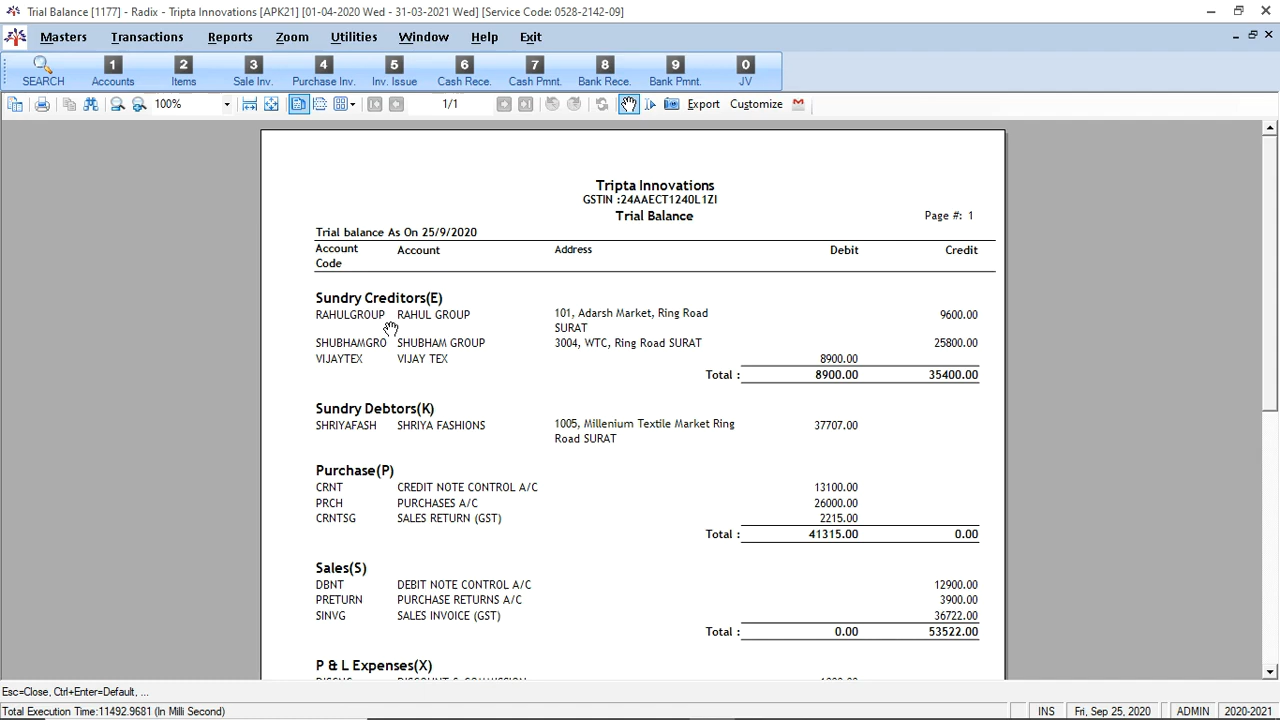 Trial Balance [1177] - Radix - Tripta Innovations [APK21] [01-04-2020 Wed - 31-03-2021 Wed] [Service Code: 0528-2142-09]
Masters Transactions Reports Zoom Utilities Window Help Exit
1 2 3 4 5 6 7 8 9 0
SEARCH Accounts Items Sale Inv. Purchase Inv. Inv. Issue Cash Rece. Cash Pmnt. Bank Rece. Bank Pmnt. JV
100% 1/1 Export Customize
Tripta Innovations
GSTIN :24AAECT1240L1ZI
Trial Balance Page #: 1
Trial balance As On 25/9/2020
Account Code Account Address Debit Credit
Sundry Creditors(E)
RAHULGROUP RAHUL GROUP 101, Adarsh Market, Ring Road 9600.00
SURAT
SHUBHAMGRO SHUBHAM GROUP 3004, WTC, Ring Road SURAT 25800.00
VIJAYTEX VIJAY TEX 8900.00
Total : 8900.00 35400.00
Sundry Debtors(K)
SHRIYAFASH SHRIYA FASHIONS 1005, Millenium Textile Market Ring 37707.00
Road SURAT
Purchase(P)
CRNT CREDIT NOTE CONTROL A/C 13100.00
PRCH PURCHASES A/C 26000.00
CRNTSG SALES RETURN (GST) 2215.00
Total : 41315.00 0.00
Sales(S)
DBNT DEBIT NOTE CONTROL A/C 12900.00
PRETURN PURCHASE RETURNS A/C 3900.00
SINVG SALES INVOICE (GST) 36722.00
Total : 0.00 53522.00
P & L Expenses(X)
Esc=Close, Ctrl+Enter=Default, ...
Total Execution Time:11492.9681 (In Milli Second) INS Fri, Sep 25, 2020 ADMIN 2020-2021